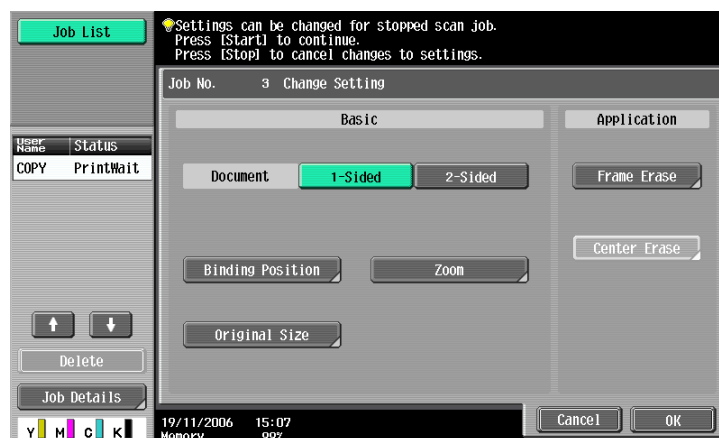 Job List
Settings can be changed for stopped scan job.
Press [Start] to continue.
Press [Stop] to cancel changes to settings.
Job No. 3 Change Setting
Basic
Application
User Name Status
COPY PrintWait
Document 1-Sided 2-Sided
Frame Erase
Center Erase
Binding Position Zoom
Original Size
Delete
Job Details
Cancel OK
Y M C K
19/11/2006 15:07
Memory 99%